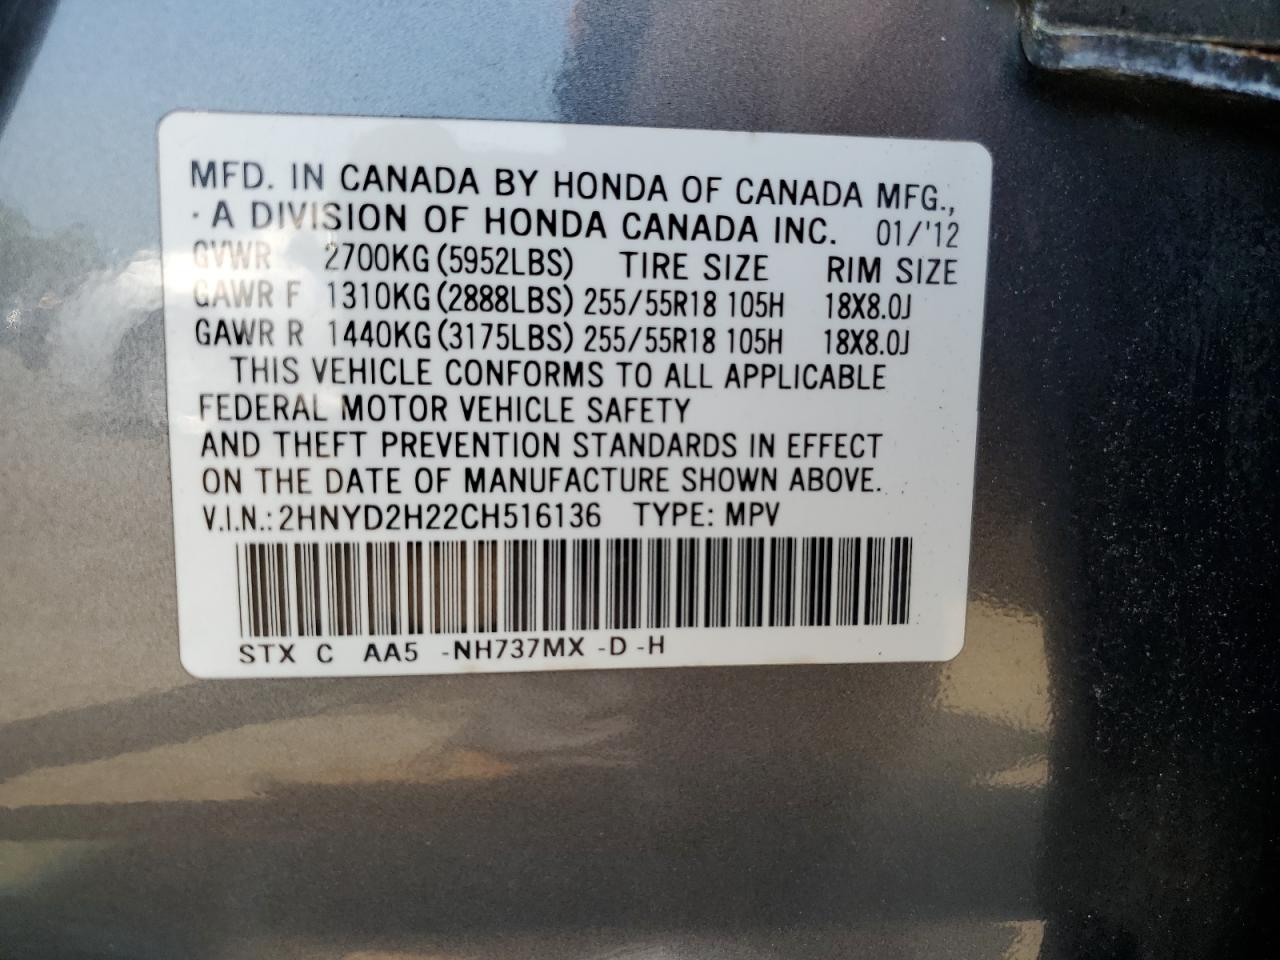 MFD. IN CANADA BY HONDA OF CANADA MFG.,
· A DIVISION OF HONDA CANADA INC. 01/'12
GVWR 2700KG (5952LBS) TIRE SIZE RIM SIZE
GAWR F 1310KG (2888LBS) 255/55R18 105H 18X8.0J
GAWR R 1440KG (3175LBS) 255/55R18 105H 18X8.0J
THIS VEHICLE CONFORMS TO ALL APPLICABLE
FEDERAL MOTOR VEHICLE SAFETY
AND THEFT PREVENTION STANDARDS IN EFFECT
ON THE DATE OF MANUFACTURE SHOWN ABOVE.
V.I.N.: 2HNYD2H22CH516136 TYPE: MPV
STX C AA5 -NH737MX -D -H